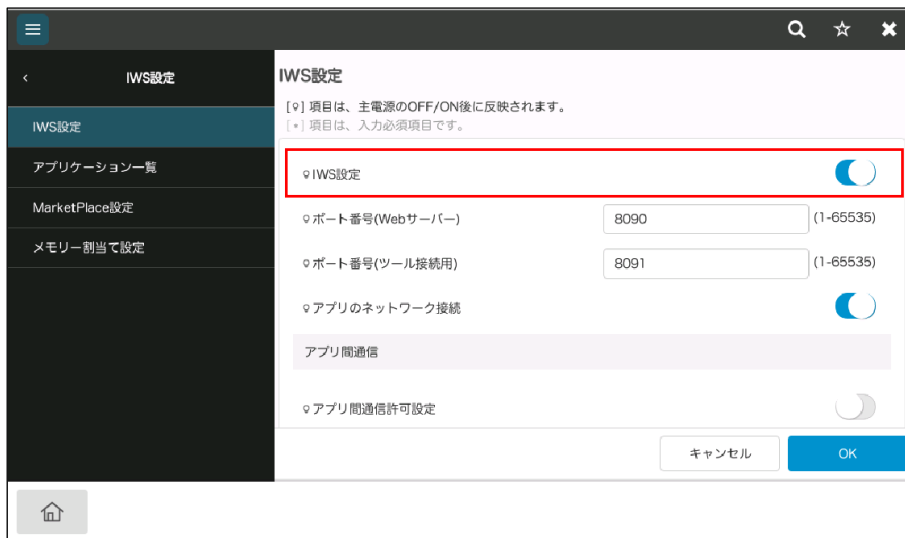 IWS設定
IWS設定
アプリケーション一覧
MarketPlace設定
メモリー割当て設定
IWS設定
[♀] 項目は、主電源のOFF/ON後に反映されます。
[*] 項目は、入力必須項目です。
♀IWS設定
♀ポート番号(Webサーバー) 8090 (1-65535)
♀ポート番号(ツール接続用) 8091 (1-65535)
♀アプリのネットワーク接続
アプリ間通信
♀アプリ間通信許可設定
キャンセル OK